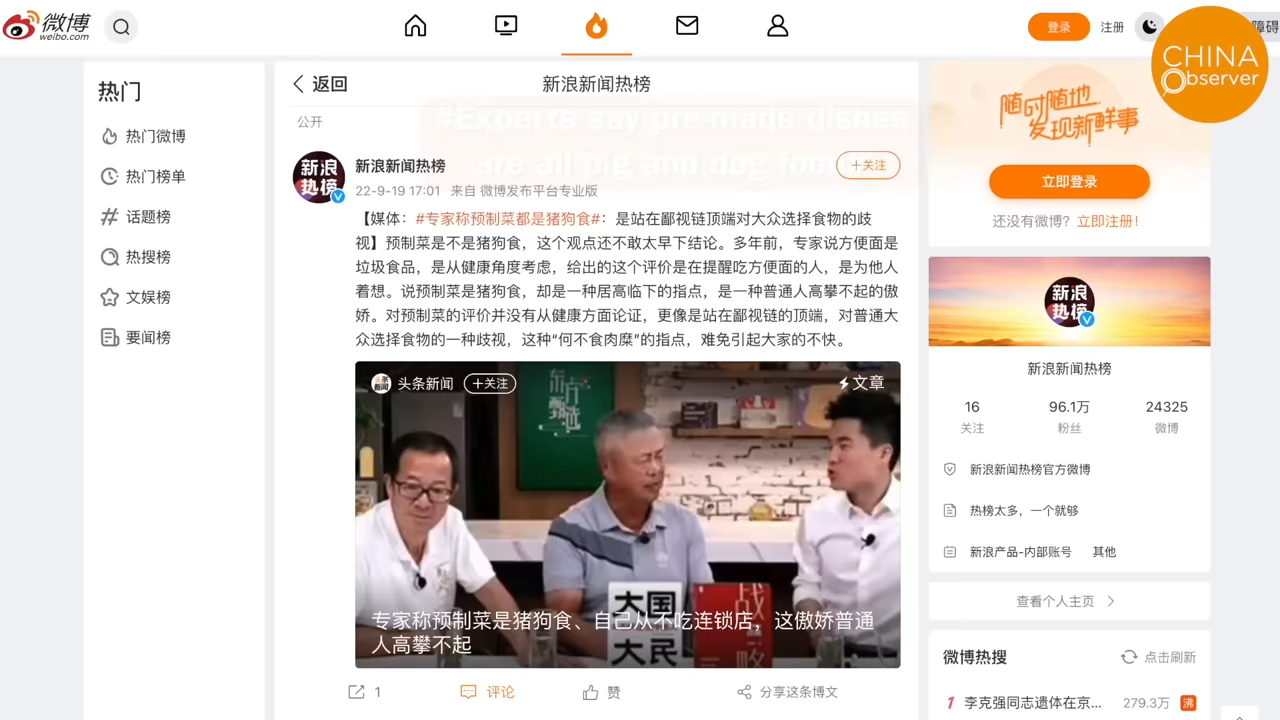 微博
weibo.com
登录
注册
障碍
CHINA
Observer
热门
热门微博
热门榜单
话题榜
热搜榜
文娱榜
要闻榜
返回
新浪新闻热榜
#Experts say pre-made dishes
are all pig and dog food
公开
新浪热榜
新浪新闻热榜
+关注
22-9-19 17:01 来自 微博发布平台专业版
【媒体：#专家称预制菜都是猪狗食#：是站在鄙视链顶端对大众选择食物的歧
视】预制菜是不是猪狗食，这个观点还不敢太早下结论。多年前，专家说方便面是
垃圾食品，是从健康角度考虑，给出的这个评价是在提醒吃方便面的人，是为他人
着想。说预制菜是猪狗食，却是一种居高临下的指点，是一种普通人高攀不起的傲
娇。对预制菜的评价并没有从健康方面论证，更像是站在鄙视链的顶端，对普通大
众选择食物的一种歧视，这种“何不食肉糜”的指点，难免引起大家的不快。
头条新闻
+关注
文章
东方甄选
大国
大民
战略
专家称预制菜是猪狗食、自己从不吃连锁店，这傲娇普通
人高攀不起
1
评论
赞
分享这条博文
随时随地
发现新鲜事
立即登录
还没有微博？立即注册!
新浪热榜
新浪新闻热榜
16
96.1万
24325
关注
粉丝
微博
新浪新闻热榜官方微博
热榜太多，一个就够
新浪产品-内部账号 其他
查看个人主页
微博热搜
点击刷新
1 李克强同志遗体在京... 279.3万 沸